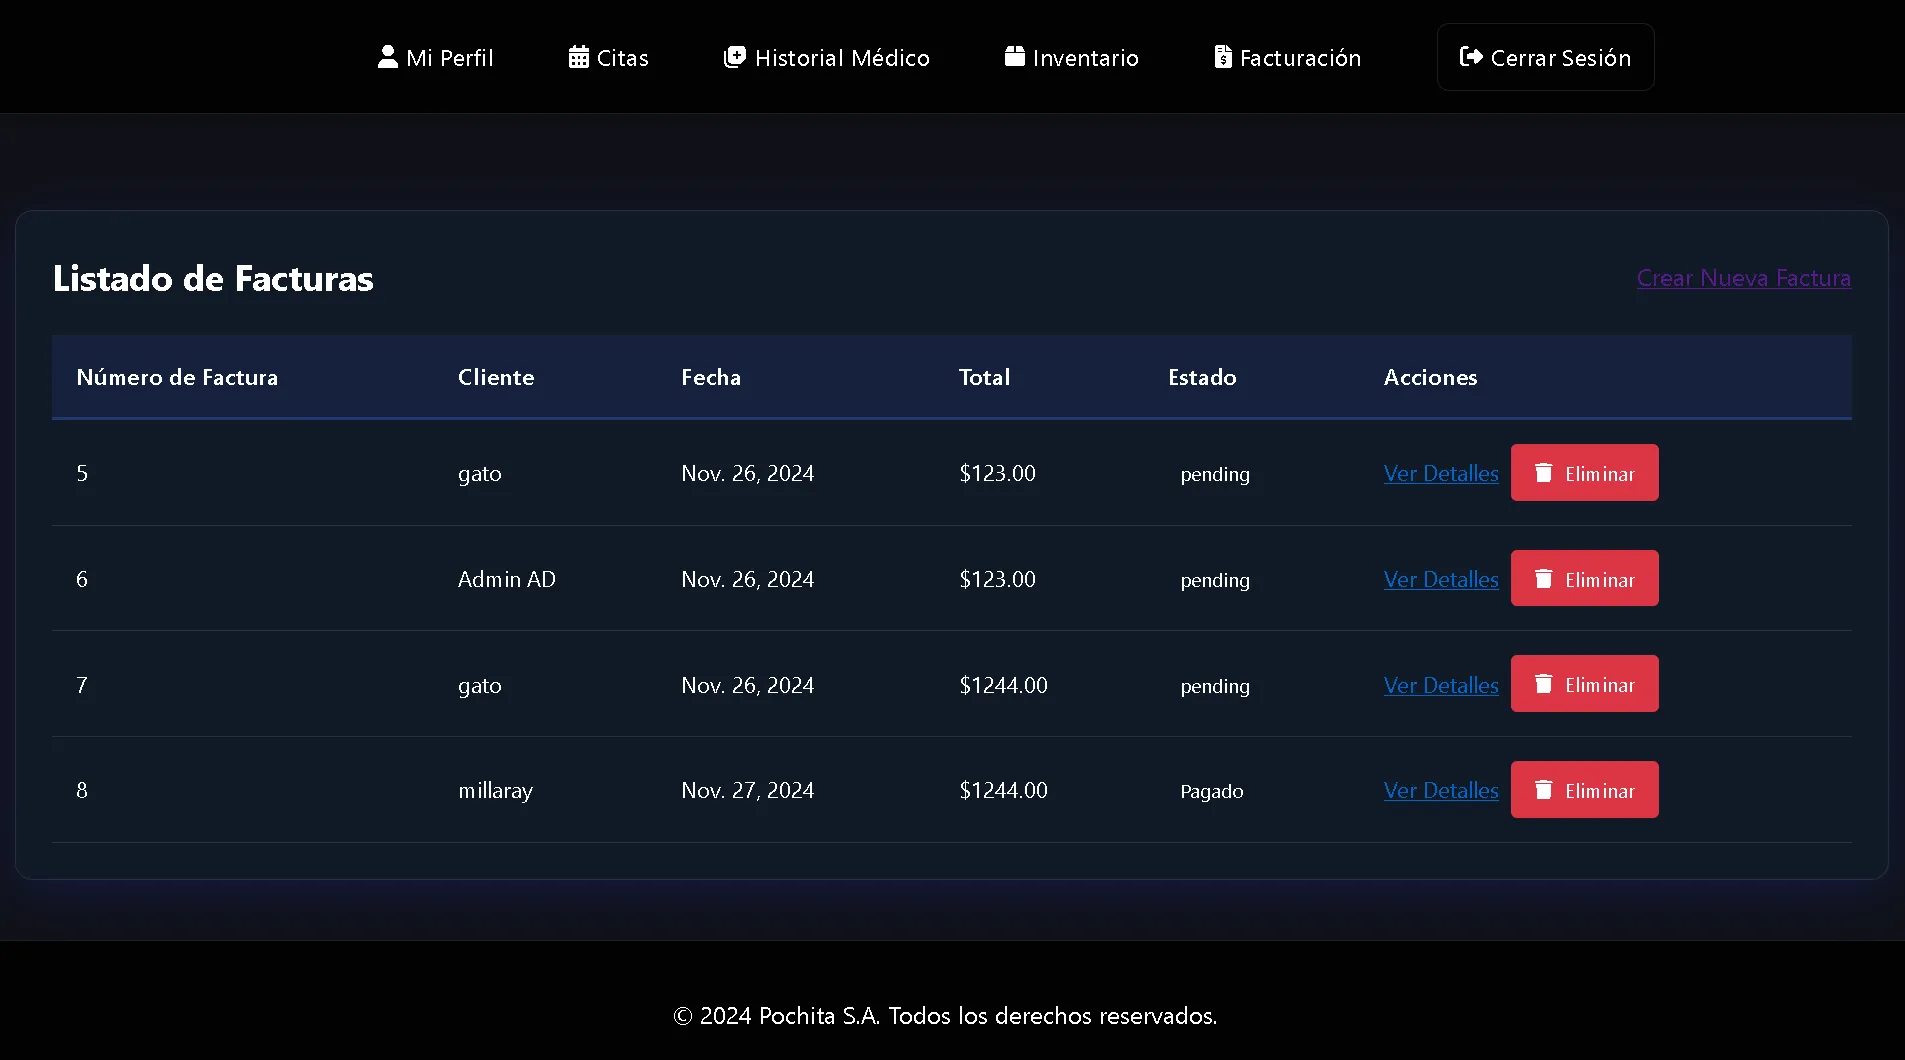 Mi Perfil Citas Historial Médico Inventario Facturación Cerrar Sesión
Listado de Facturas Crear Nueva Factura
Número de Factura Cliente Fecha Total Estado Acciones
5 gato Nov. 26, 2024 $123.00 pending Ver Detalles Eliminar
6 Admin AD Nov. 26, 2024 $123.00 pending Ver Detalles Eliminar
7 gato Nov. 26, 2024 $1244.00 pending Ver Detalles Eliminar
8 millaray Nov. 27, 2024 $1244.00 Pagado Ver Detalles Eliminar
© 2024 Pochita S.A. Todos los derechos reservados.